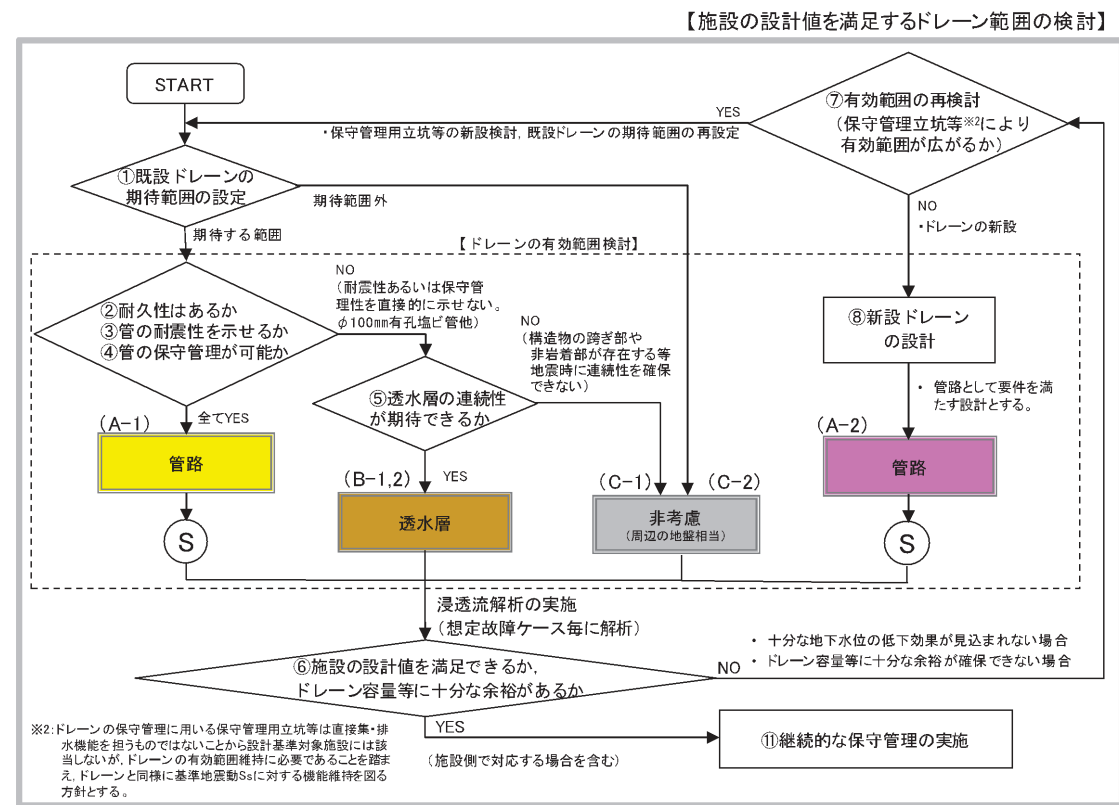 【施設の設計値を満足するドレーン範囲の検討】
START
YES
・保守管理用立坑等の新設検討，既設ドレーンの期待範囲の再設定
⑦有効範囲の再検討
（保守管理立坑等※2により
有効範囲が広がるか）
①既設ドレーンの
期待範囲の設定
期待範囲外
期待する範囲
NO
・ドレーンの新設
【ドレーンの有効範囲検討】
②耐久性はあるか
③管の耐震性を示せるか
④管の保守管理が可能か
NO
（耐震性あるいは保守管
理性を直接的に示せない。
φ100mm有孔塩ビ管他）
NO
（構造物の跨ぎ部や
非岩着部が存在する等
地震時に連続性を確保
できない）
⑤透水層の連続性
が期待できるか
⑧新設ドレーン
の設計
・ 管路として要件を満
たす設計とする。
(A-1)
全てYES
管路
(B-1,2)
YES
透水層
(C-1)
(C-2)
非考慮
（周辺の地盤相当）
(A-2)
管路
S
S
浸透流解析の実施
（想定故障ケース毎に解析）
⑥施設の設計値を満足できるか，
ドレーン容量等に十分な余裕があるか
NO
・ 十分な地下水位の低下効果が見込まれない場合
・ ドレーン容量等に十分な余裕が確保できない場合
YES
（施設側で対応する場合を含む）
⑪継続的な保守管理の実施
※2:ドレーンの保守管理に用いる保守管理用立坑等は直接集・排
水機能を担うものではないことから設計基準対象施設には該
当しないが，ドレーンの有効範囲維持に必要であることを踏ま
え，ドレーンと同様に基準地震動Ssに対する機能維持を図る
方針とする。